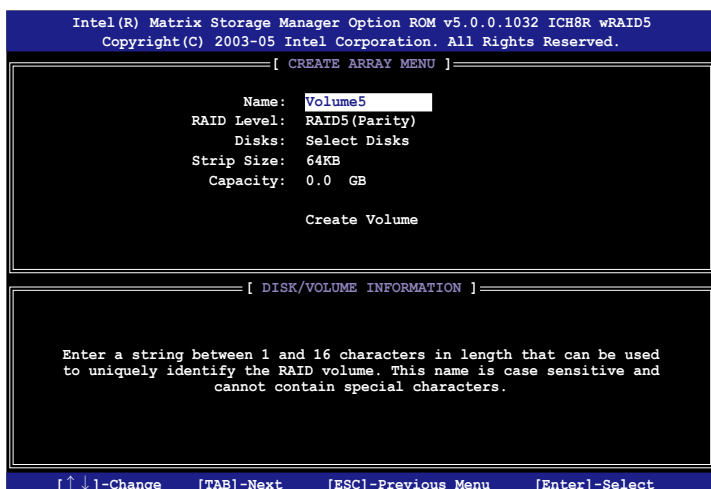 Intel(R) Matrix Storage Manager Option ROM v5.0.0.1032 ICH8R wRAID5
Copyright(C) 2003-05 Intel Corporation. All Rights Reserved.
[ CREATE ARRAY MENU ]
Name: Volume5
RAID Level: RAID5(Parity)
Disks: Select Disks
Strip Size: 64KB
Capacity: 0.0 GB
Create Volume
[ DISK/VOLUME INFORMATION ]
Enter a string between 1 and 16 characters in length that can be used
to uniquely identify the RAID volume. This name is case sensitive and
cannot contain special characters.
[↑↓]-Change [TAB]-Next [ESC]-Previous Menu [Enter]-Select